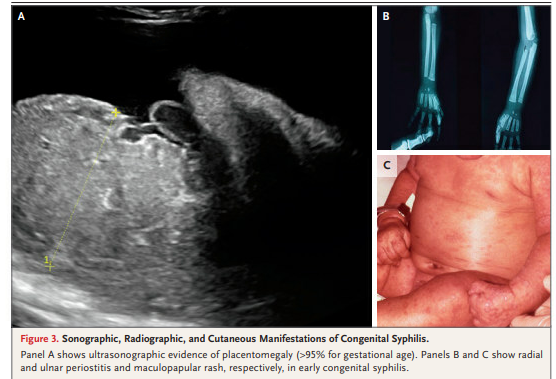 A
B
1
C
Figure 3. Sonographic, Radiographic, and Cutaneous Manifestations of Congenital Syphilis.
Panel A shows ultrasonographic evidence of placentomegaly (>95% for gestational age). Panels B and C show radial
and ulnar periostitis and maculopapular rash, respectively, in early congenital syphilis.